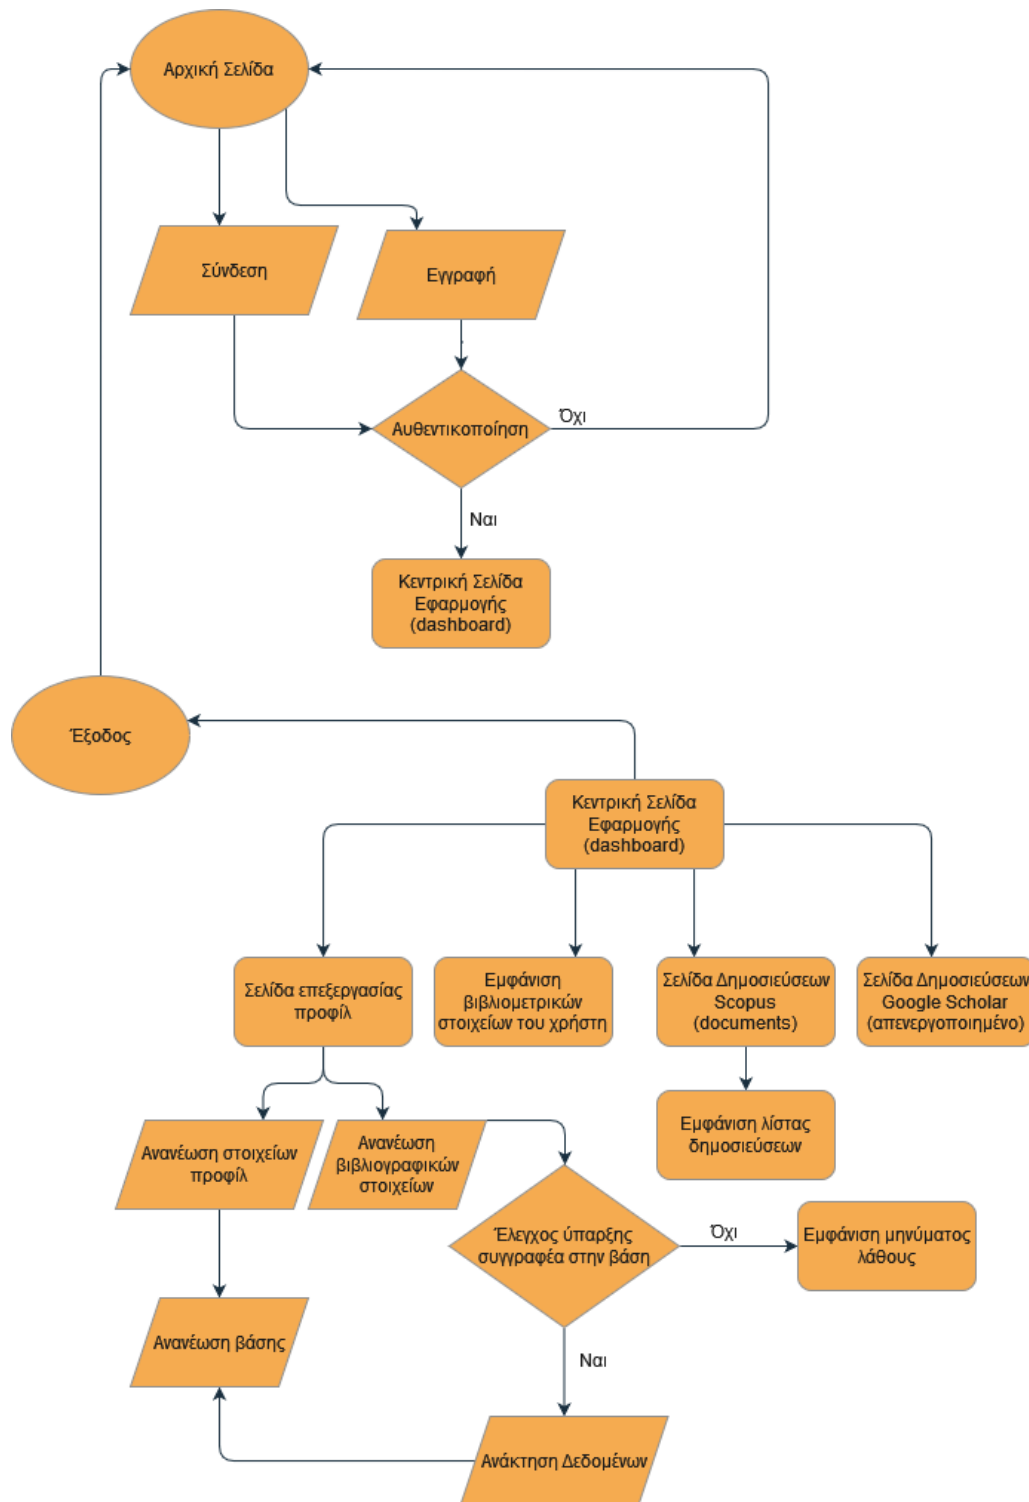 Αρχική Σελίδα
Σύνδεση
Εγγραφή
Αυθεντικοποίηση
Όχι
Ναι
Κεντρική Σελίδα
Εφαρμογής
(dashboard)
Έξοδος
Κεντρική Σελίδα
Εφαρμογής
(dashboard)
Σελίδα επεξεργασίας
προφίλ
Εμφάνιση
βιβλιομετρικών
στοιχείων του χρήστη
Σελίδα Δημοσιεύσεων
Scopus
(documents)
Σελίδα Δημοσιεύσεων
Google Scholar
(απενεργοποιημένο)
Ανανέωση στοιχείων
προφίλ
Ανανέωση
βιβλιογραφικών
στοιχείων
Εμφάνιση λίστας
δημοσιεύσεων
Έλεγχος ύπαρξης
συγγραφέα στην βάση
Όχι
Εμφάνιση μηνύματος
λάθους
Ανανέωση βάσης
Ναι
Ανάκτηση Δεδομένων